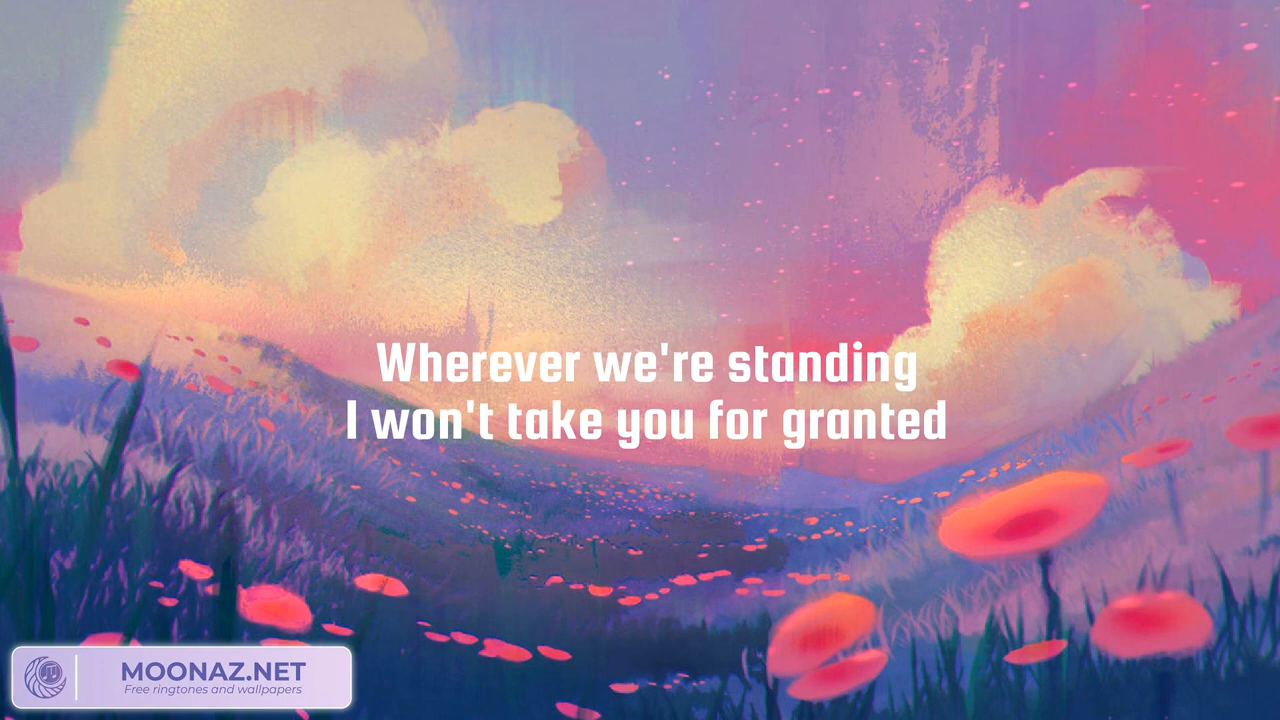 Wherever we're standing
I won't take you for granted
MOONAZ.NET
Free ringtones and wallpapers